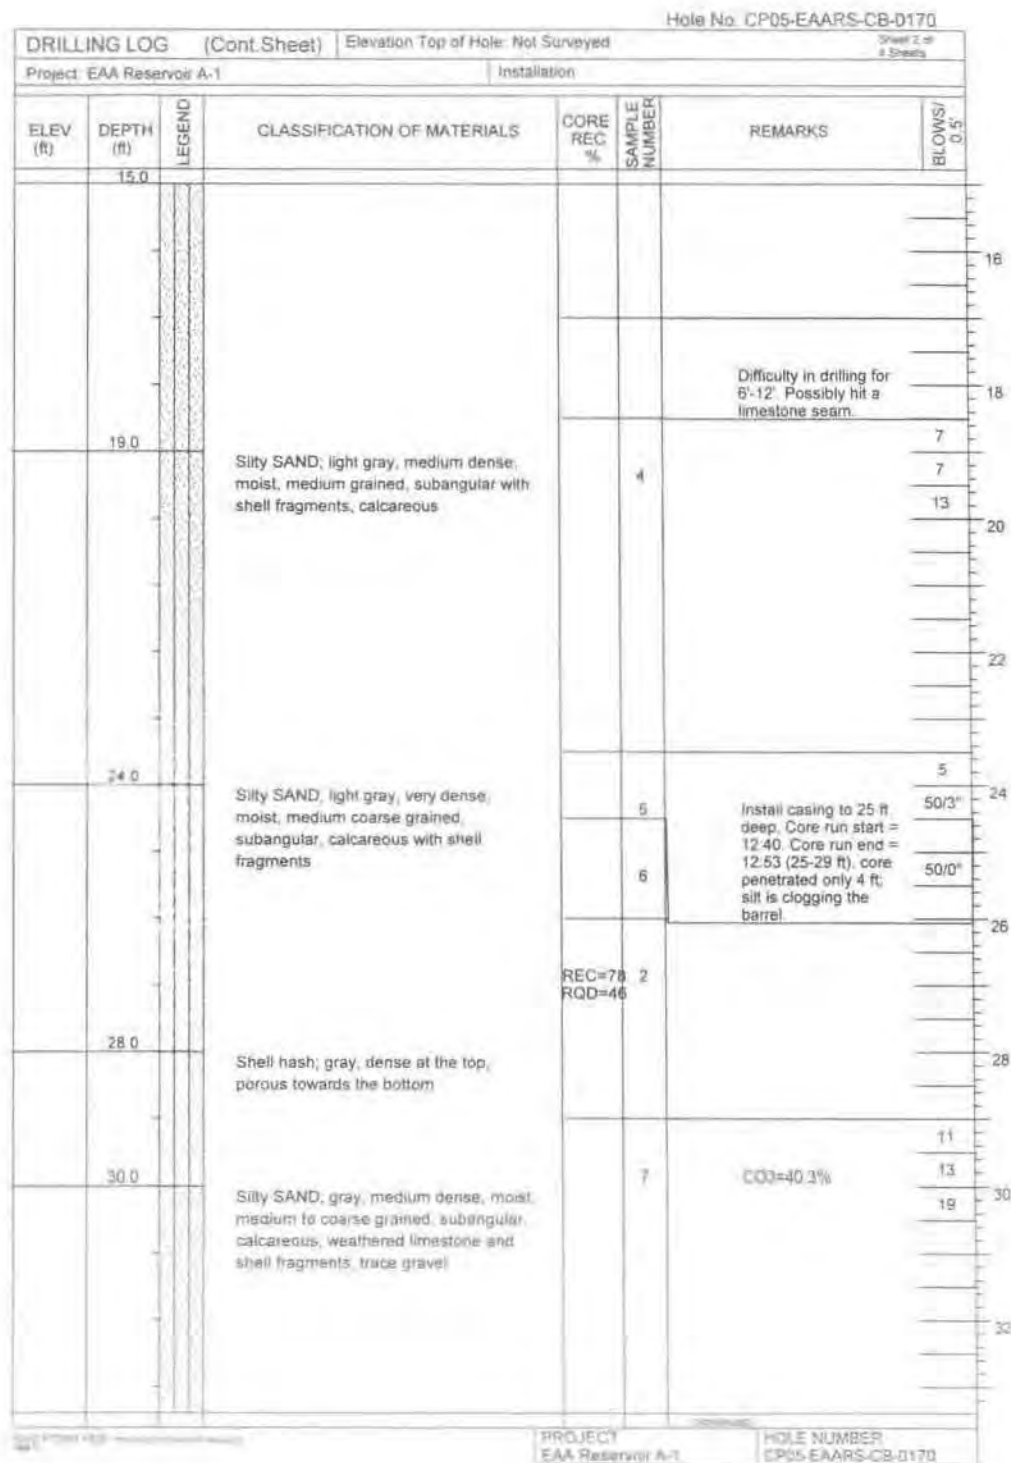 Hole No. CP05-EAARS-CB-0170
DRILLING LOG (Cont.Sheet) Elevation Top of Hole: Not Surveyed
Sheet 2 of
4 Sheets
Project: EAA Reservoir A-1 Installation
ELEV (ft)
DEPTH (ft)
LEGEND
CLASSIFICATION OF MATERIALS
CORE REC %
SAMPLE NUMBER
REMARKS
BLOWS/ 0.5'
15.0
16
Difficulty in drilling for
6'-12'. Possibly hit a
limestone seam.
18
7
19.0
Silty SAND; light gray, medium dense,
moist, medium grained, subangular with
shell fragments, calcareous
4
7
13
20
22
5
24.0
24
Silty SAND, light gray, very dense,
moist, medium coarse grained,
subangular, calcareous with shell
fragments
5
50/3"
Install casing to 25 ft
deep, Core run start =
12:40. Core run end =
12:53 (25-29 ft), core
penetrated only 4 ft;
silt is clogging the
barrel.
6
50/0"
26
REC=78 2
RQD=46
28.0
28
Shell hash; gray, dense at the top,
porous towards the bottom
11
30.0
7
CO3=40.3%
13
30
19
Silty SAND, gray, medium dense, moist,
medium to coarse grained, subangular,
calcareous, weathered limestone and
shell fragments, trace gravel
32
PROJECT
EAA Reservoir A-1
HOLE NUMBER
CP05-EAARS-CB-0170